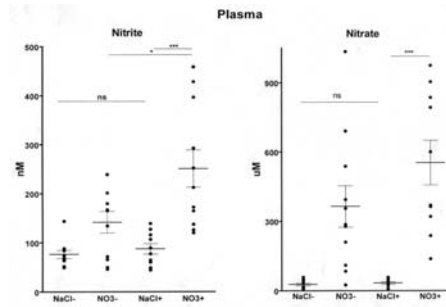 Plasma
Nitrite
Nitrate
500
400
300
200
100
nM
ns
*
***
NaCl-
NO3-
NaCl+
NO3+
900
600
300
0
uM
ns
***
NaCl-
NO3-
NaCl+
NO3+